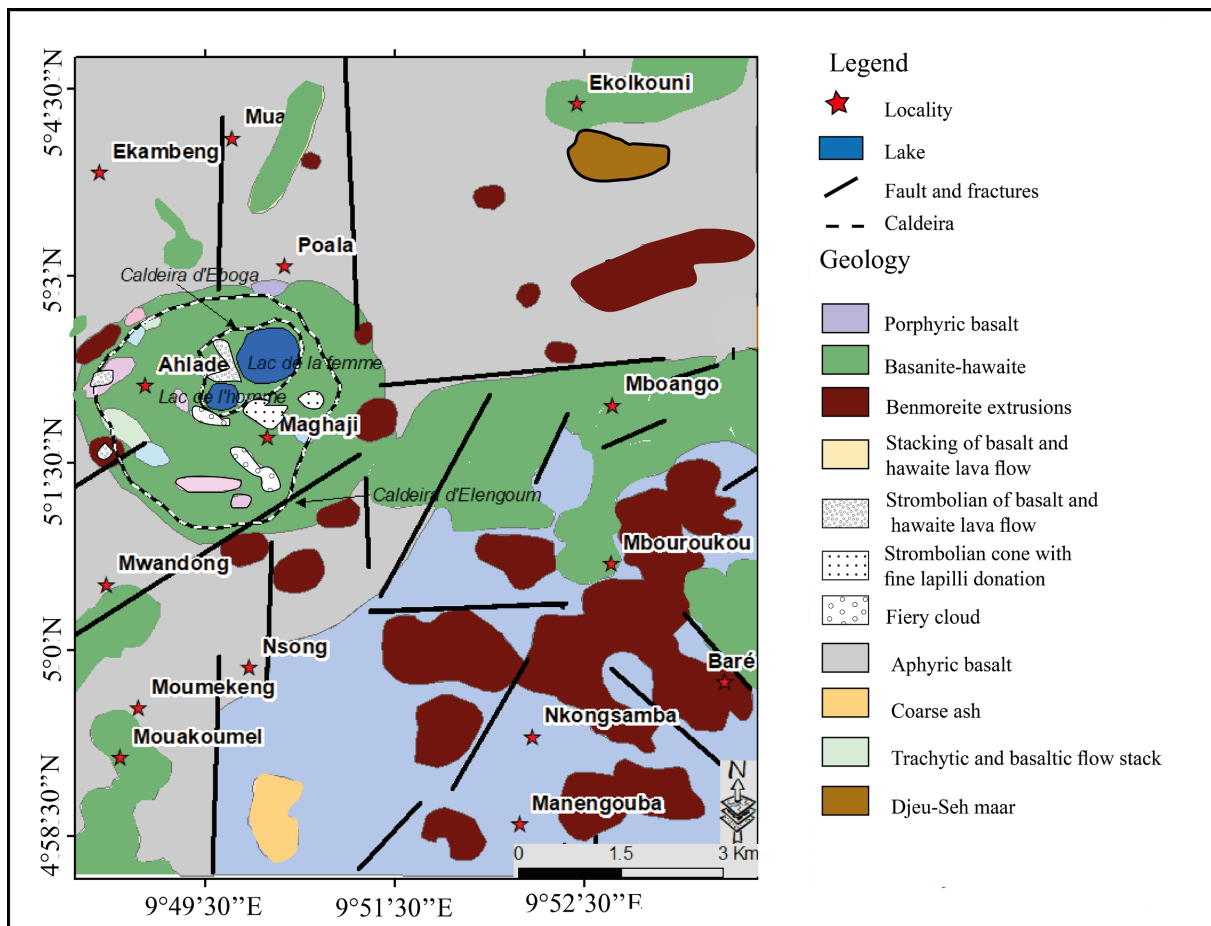 Legend
Locality
Lake
Fault and fractures
Caldeira
Geology
Porphyric basalt
Basanite-hawaite
Benmoreite extrusions
Stacking of basalt and
hawaite lava flow
Strombolian of basalt and
hawaite lava flow
Strombolian cone with
fine lapilli donation
Fiery cloud
Aphyric basalt
Coarse ash
Trachytic and basaltic flow stack
Djeu-Seh maar
Ekolkouni
Mua
Ekambeng
Poala
Caldeira d'Eboga
Ahlade
Lac de la femme
Lac de l'homme
Mboango
Maghaji
Caldeira d'Elengoum
Mbouroukou
Mwandong
Nsong
Baré
Moumekeng
Nkongsamba
Mouakoumel
Manengouba
N
0 1.5 3 Km
5°4'30"N
5°3'N
5°1'30"N
5°0'N
4°58'30"N
9°49'30"E
9°51'30"E
9°52'30"E